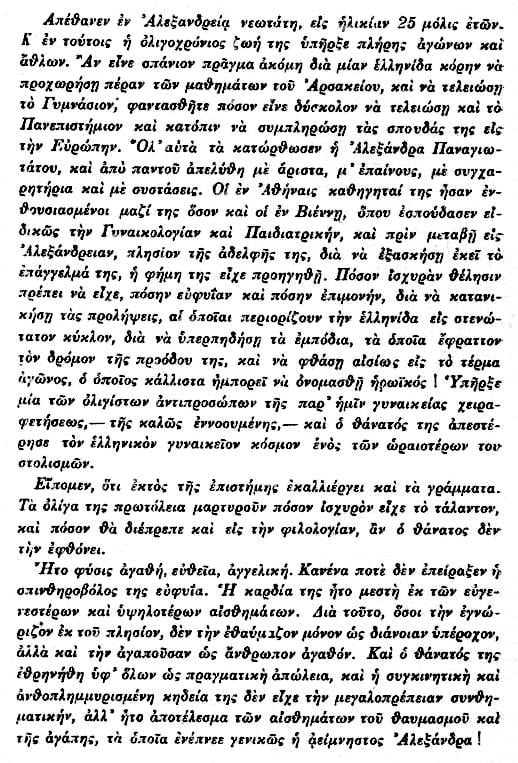 Ἀπέθανεν ἐν Ἀλεξανδρείᾳ νεωτάτη, εἰς ἡλικίαν 25 μόλις ἐτῶν.
Κ ἐν τούτοις ἡ ὀλιγοχρόνιος ζωή της ὑπῆρξε πλήρης ἀγώνων καὶ
ἄθλων. Ἂν εἶνε σπάνιον πρᾶγμα ἀκόμη διὰ μίαν ἑλληνίδα κόρην νὰ
προχωρήσῃ πέραν τῶν μαθημάτων τοῦ Ἀρσακείου, καὶ νὰ τελειώσῃ
τὸ Γυμνάσιον, φαντασθῆτε πόσον εἶνε δύσκολον νὰ τελειώσῃ καὶ τὸ
Πανεπιστήμιον καὶ κατόπιν νὰ συμπληρώσῃ τὰς σπουδάς της εἰς
τὴν Εὐρώπην. Ὅλ' αὐτὰ τὰ κατώρθωσεν ἡ Ἀλεξάνδρα Παναγιω-
τάτου, καὶ ἀπὸ παντοῦ ἀπελύθη μὲ ἄριστα, μ' ἐπαίνους, μὲ συγχα-
ρητήρια καὶ μὲ συστάσεις. Οἱ ἐν Ἀθήναις καθηγηταί της ἦσαν ἐν-
θουσιασμένοι μαζί της ὅσον καὶ οἱ ἐν Βιέννῃ, ὅπου ἐσπούδασεν εἰ-
δικῶς τὴν Γυναικολογίαν καὶ Παιδιατρικήν, καὶ πρὶν μεταβῇ εἰς
Ἀλεξάνδρειαν, πλησίον τῆς ἀδελφῆς της, διὰ νὰ ἐξασκήσῃ ἐκεῖ τὸ
ἐπάγγελμά της, ἡ φήμη της εἶχε προηγηθῆ. Πόσον ἰσχυρὰν θέλησιν
πρέπει νὰ εἶχε, πόσην εὐφυΐαν καὶ πόσην ἐπιμονήν, διὰ νὰ κατανι-
κήσῃ τὰς προλήψεις, αἱ ὁποῖαι περιορίζουν τὴν ἑλληνίδα εἰς στενώ-
τατον κύκλον, διὰ νὰ ὑπερπηδήσῃ τὰ ἐμπόδια, τὰ ὁποῖα ἔφραττον
τὸν δρόμον τῆς προόδου της, καὶ νὰ φθάσῃ αἰσίως εἰς τὸ τέρμα
ἀγῶνος, ὁ ὁποῖος κάλλιστα ἠμπορεῖ νὰ ὀνομασθῇ ἡρωϊκός ! Ὑπῆρξε
μία τῶν ὀλιγίστων ἀντιπροσώπων τῆς παρ' ἡμῖν γυναικείας χειρα-
φετήσεως,— τῆς καλῶς ἐννοουμένης,— καὶ ὁ θάνατός της ἀπεστέ-
ρησε τὸν ἑλληνικὸν γυναικεῖον κόσμον ἑνὸς τῶν ὡραιοτέρων του
στολισμῶν.
Εἴπομεν, ὅτι ἐκτὸς τῆς ἐπιστήμης ἐκαλλιέργει καὶ τὰ γράμματα.
Τὰ ὀλίγα της πρωτόλεια μαρτυροῦν πόσον ἰσχυρὸν εἶχε τὸ τάλαντον,
καὶ πόσον θὰ διέπρεπε καὶ εἰς τὴν φιλολογίαν, ἂν ὁ θάνατος δὲν
τὴν ἐφθόνει.
Ἦτο φύσις ἀγαθή, εὐθεῖα, ἀγγελική. Κανένα ποτὲ δὲν ἐπείραξεν ἡ
σπινθηροβόλος της εὐφυΐα. Ἡ καρδία της ἦτο μεστὴ ἐκ τῶν εὐγε-
νεστέρων καὶ ὑψηλοτέρων αἰσθημάτων. Διὰ τοῦτο, ὅσοι τὴν ἐγνώ-
ριζον ἐκ τοῦ πλησίον, δὲν τὴν ἐθαύμαζον μόνον ὡς διάνοιαν ὑπέροχον,
ἀλλὰ καὶ τὴν ἀγαποῦσαν ὡς ἄνθρωπον ἀγαθόν. Καὶ ὁ θάνατός της
ἐθρηνήθη ὑφ' ὅλων ὡς πραγματικὴ ἀπώλεια, καὶ ἡ συγκινητικὴ καὶ
ἀνθοπλημμυρισμένη κηδεία της δὲν εἶχε τὴν μεγαλοπρέπειαν συνθη-
ματικήν, ἀλλ' ἦτο ἀποτέλεσμα τῶν αἰσθημάτων τοῦ θαυμασμοῦ καὶ
τῆς ἀγάπης, τὰ ὁποῖα ἐνέπνεε γενικῶς ἡ ἀείμνηστος Ἀλεξάνδρα !